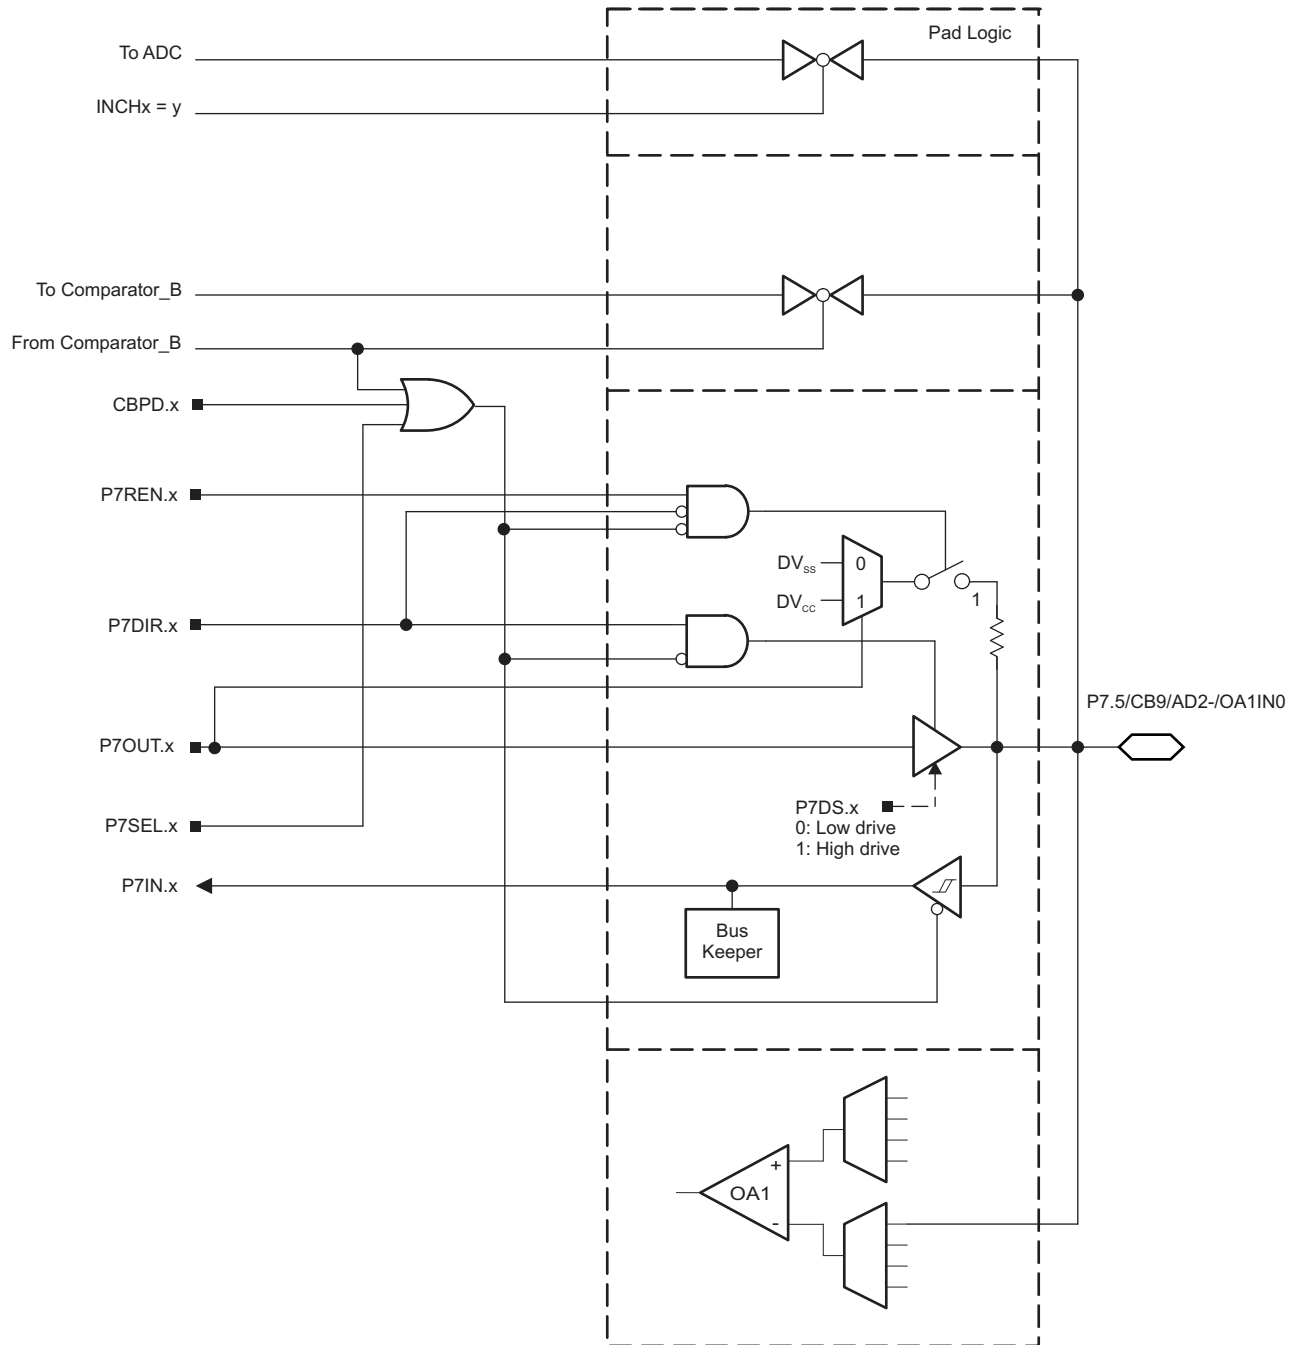 Pad Logic
To ADC
INCHx = y
To Comparator_B
From Comparator_B
CBPD.x
P7REN.x
DVSS 0
DVCC 1
1
P7DIR.x
P7.5/CB9/AD2-/OA1IN0
P7OUT.x
P7DS.x
0: Low drive
1: High drive
P7SEL.x
P7IN.x
Bus
Keeper
+
OA1
-